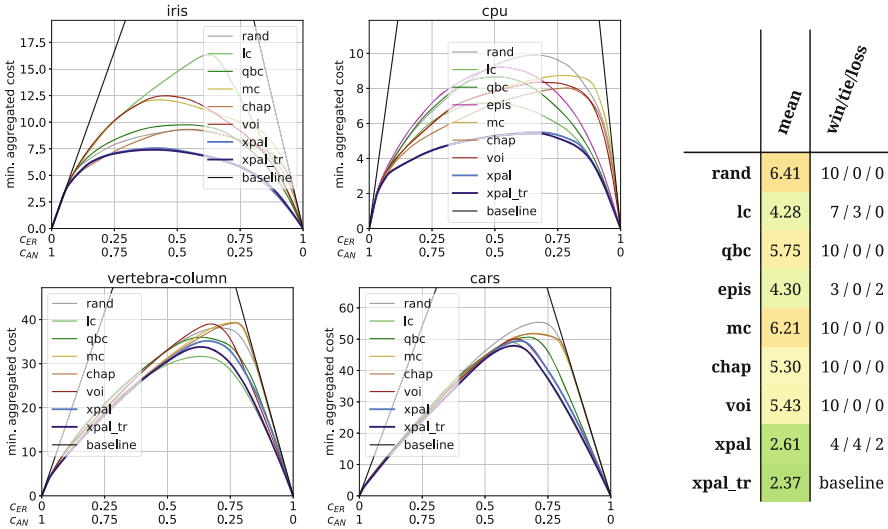 iris
min. aggregated cost
17.5
15.0
12.5
10.0
7.5
5.0
2.5
0.0
rand
lc
qbc
mc
chap
voi
xpal
xpal_tr
baseline
c_ER 0 0.25 0.50 0.75 1
c_AN 1 0.75 0.50 0.25 0
cpu
min. aggregated cost
10
8
6
4
2
0
rand
lc
qbc
epis
mc
chap
voi
xpal
xpal_tr
baseline
0 0.25 0.50 0.75 1
1 0.75 0.50 0.25 0
vertebra-column
min. aggregated cost
40
30
20
10
0
rand
lc
qbc
mc
chap
voi
xpal
xpal_tr
baseline
c_ER 0 0.25 0.50 0.75 1
c_AN 1 0.75 0.50 0.25 0
cars
min. aggregated cost
60
50
40
30
20
10
0
rand
lc
qbc
mc
chap
voi
xpal
xpal_tr
baseline
c_ER 0 0.25 0.50 0.75 1
c_AN 1 0.75 0.50 0.25 0
mean win/tie/loss
rand 6.41 10 / 0 / 0
lc 4.28 7 / 3 / 0
qbc 5.75 10 / 0 / 0
epis 4.30 3 / 0 / 2
mc 6.21 10 / 0 / 0
chap 5.30 10 / 0 / 0
voi 5.43 10 / 0 / 0
xpal 2.61 4 / 4 / 2
xpal_tr 2.37 baseline